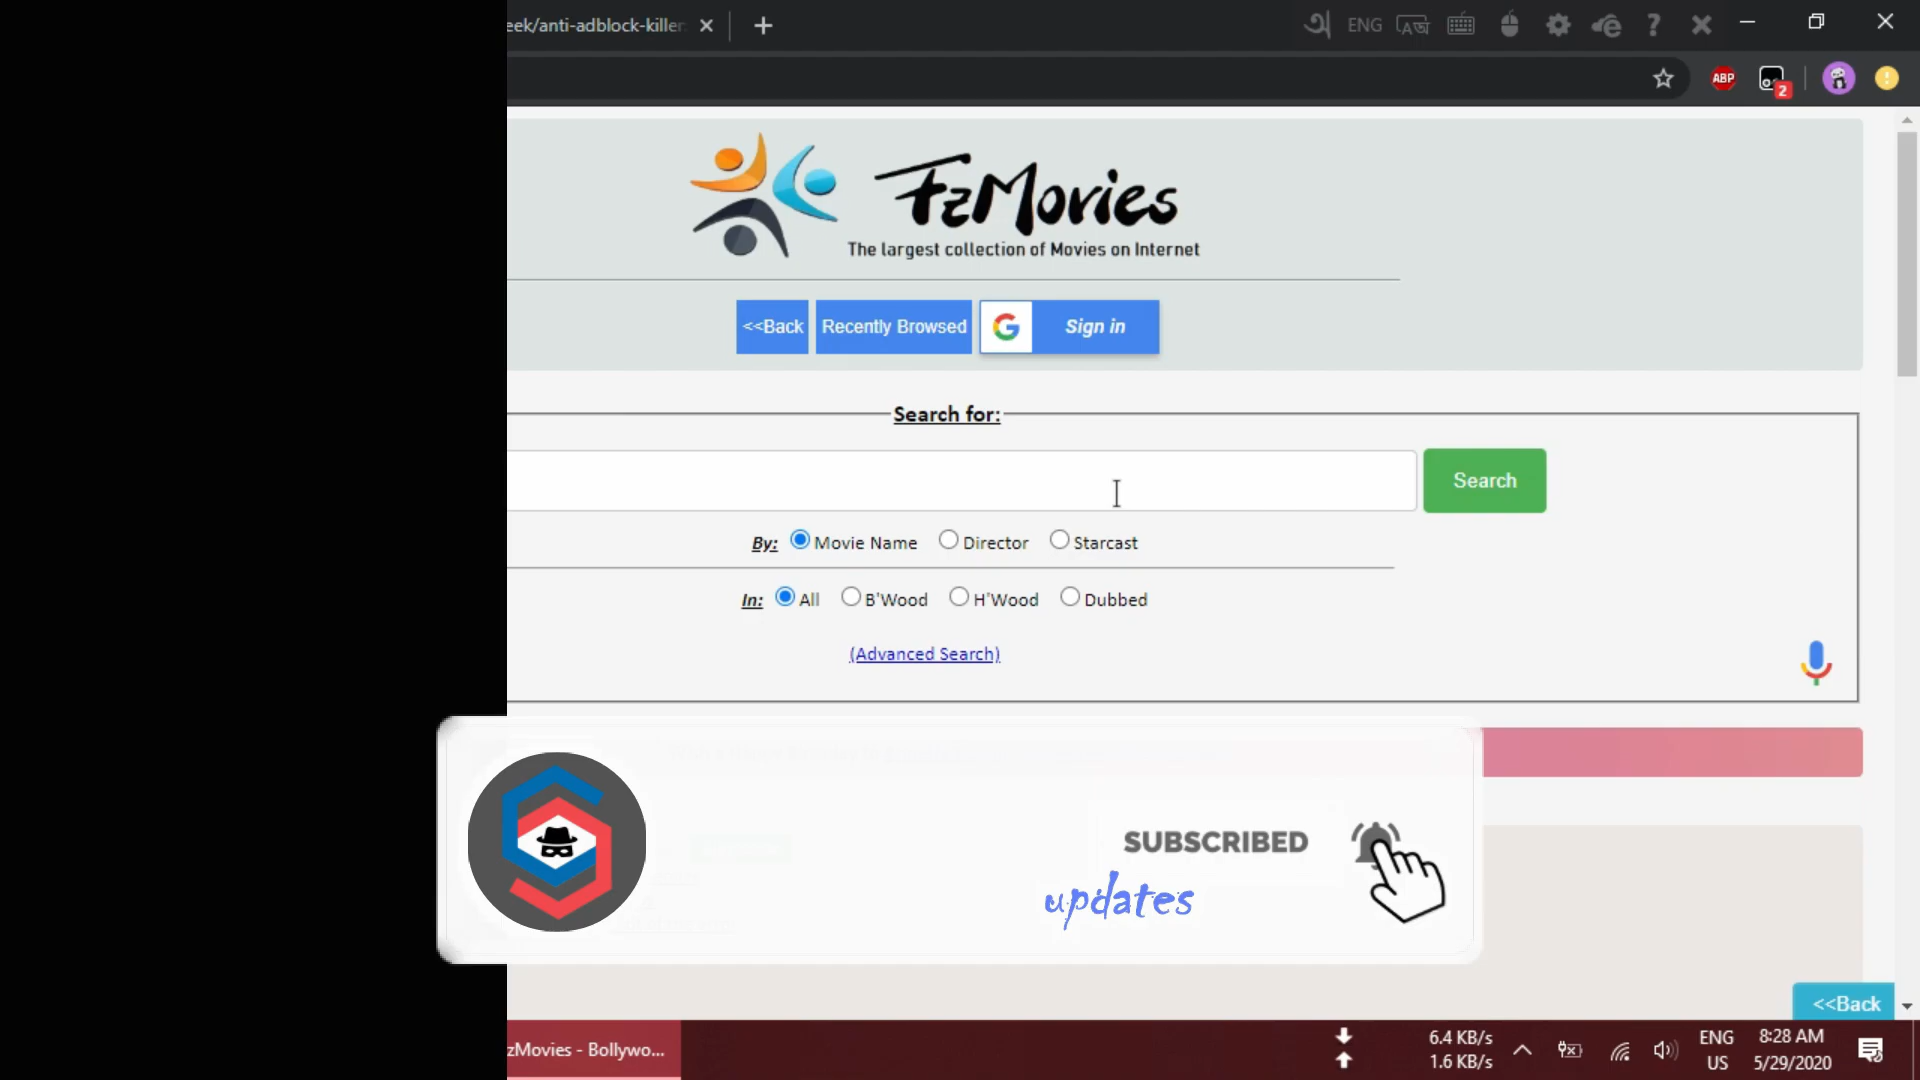 eek/anti-adblock-killer
ENG
ABP
2
FzMovies
The largest collection of Movies on Internet
<<Back
Recently Browsed
G
Sign in
Search for:
Search
By: Movie Name Director Starcast
In: All B'Wood H'Wood Dubbed
(Advanced Search)
SUBSCRIBED
updates
<<Back
zMovies - Bollywo...
6.4 KB/s
1.6 KB/s
ENG
US
8:28 AM
5/29/2020